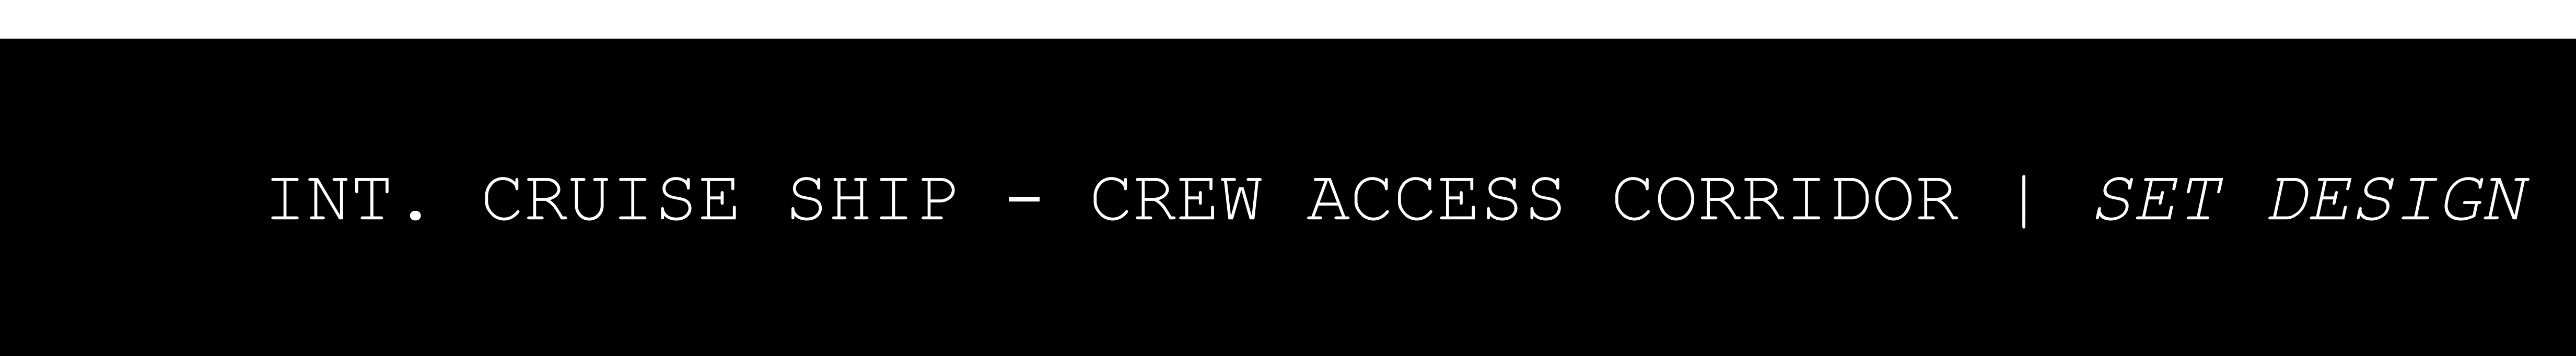 INT. CRUISE SHIP - CREW ACCESS CORRIDOR | SET DESIGN